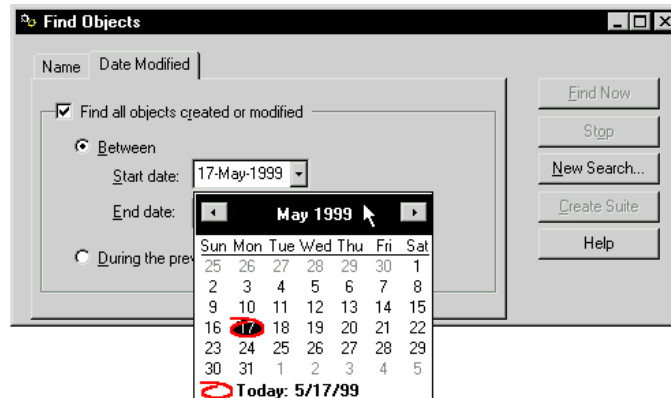 Find Objects
Name Date Modified
Find all objects created or modified
Between
Start date: 17-May-1999
End date:
During the prev
May 1999
Sun Mon Tue Wed Thu Fri Sat
25 26 27 28 29 30 1
2 3 4 5 6 7 8
9 10 11 12 13 14 15
16 17 18 19 20 21 22
23 24 25 26 27 28 29
30 31 1 2 3 4 5
Today: 5/17/99
Find Now
Stop
New Search...
Create Suite
Help